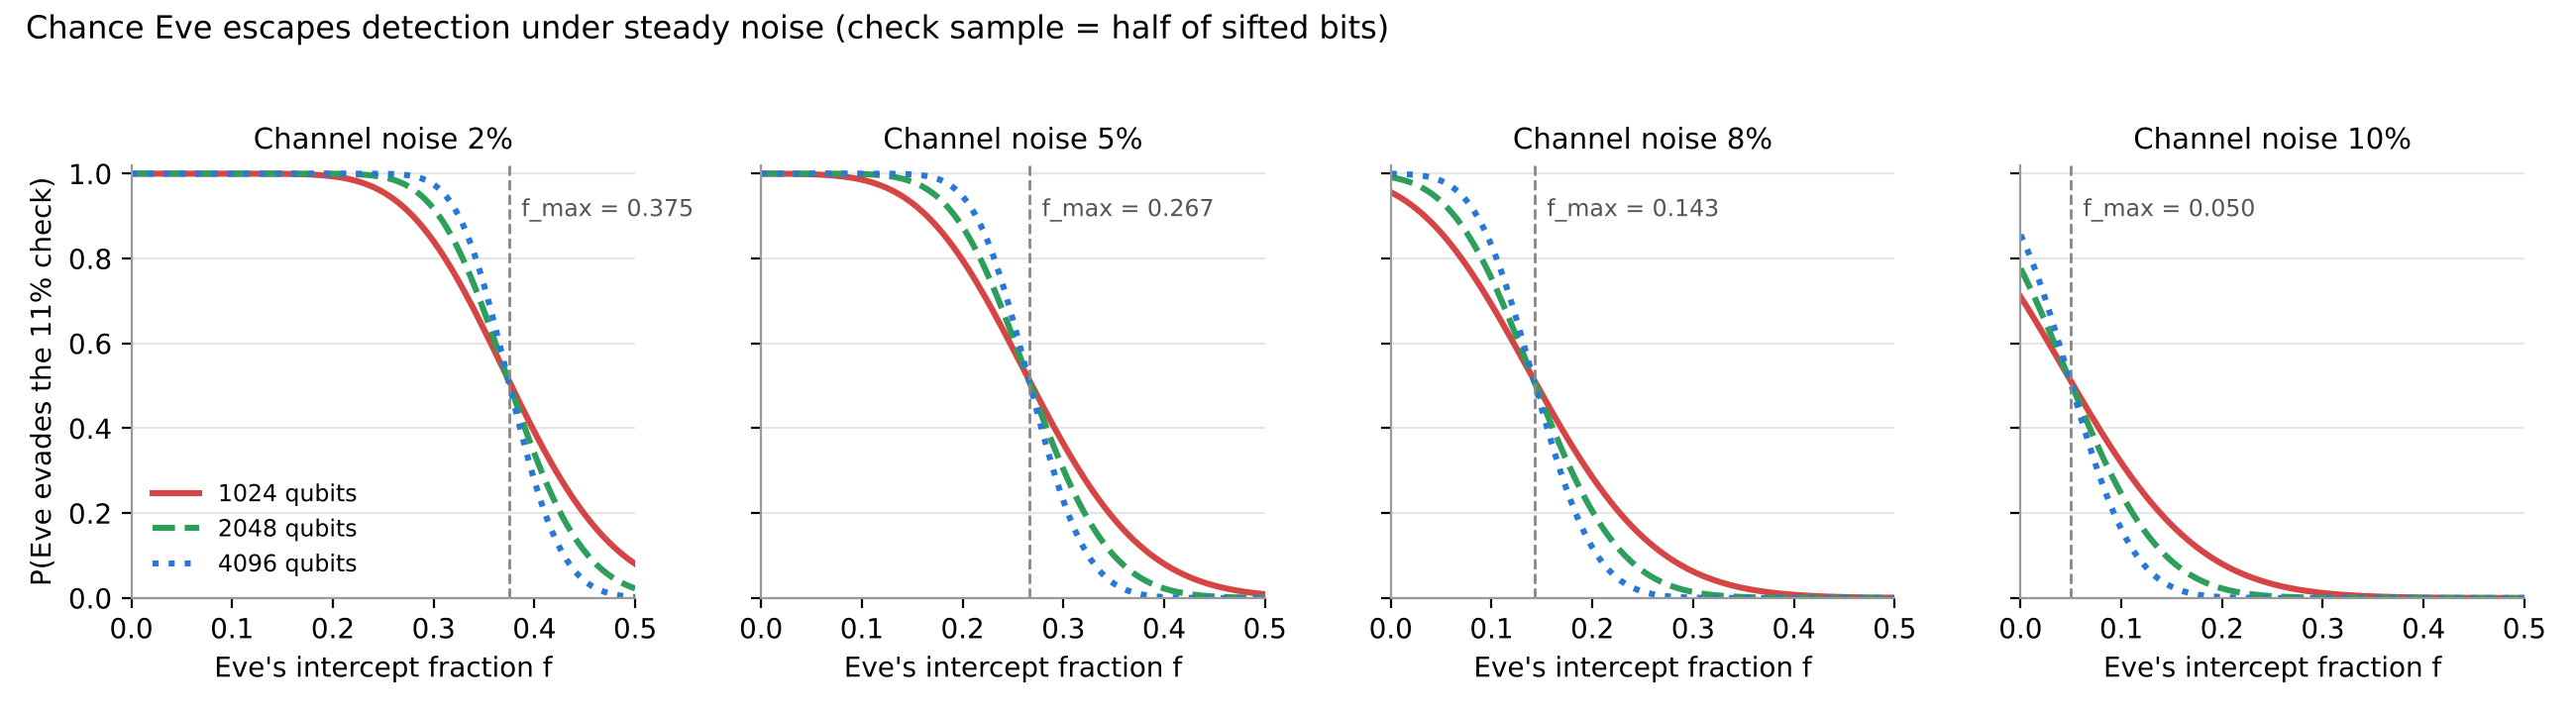 Chance Eve escapes detection under steady noise (check sample = half of sifted bits)
Channel noise 2%
Channel noise 5%
Channel noise 8%
Channel noise 10%
P(Eve evades the 11% check)
1.0
0.8
0.6
0.4
0.2
0.0
f_max = 0.375
f_max = 0.267
f_max = 0.143
f_max = 0.050
1024 qubits
2048 qubits
4096 qubits
0.0 0.1 0.2 0.3 0.4 0.5
0.0 0.1 0.2 0.3 0.4 0.5
0.0 0.1 0.2 0.3 0.4 0.5
0.0 0.1 0.2 0.3 0.4 0.5
Eve's intercept fraction f
Eve's intercept fraction f
Eve's intercept fraction f
Eve's intercept fraction f